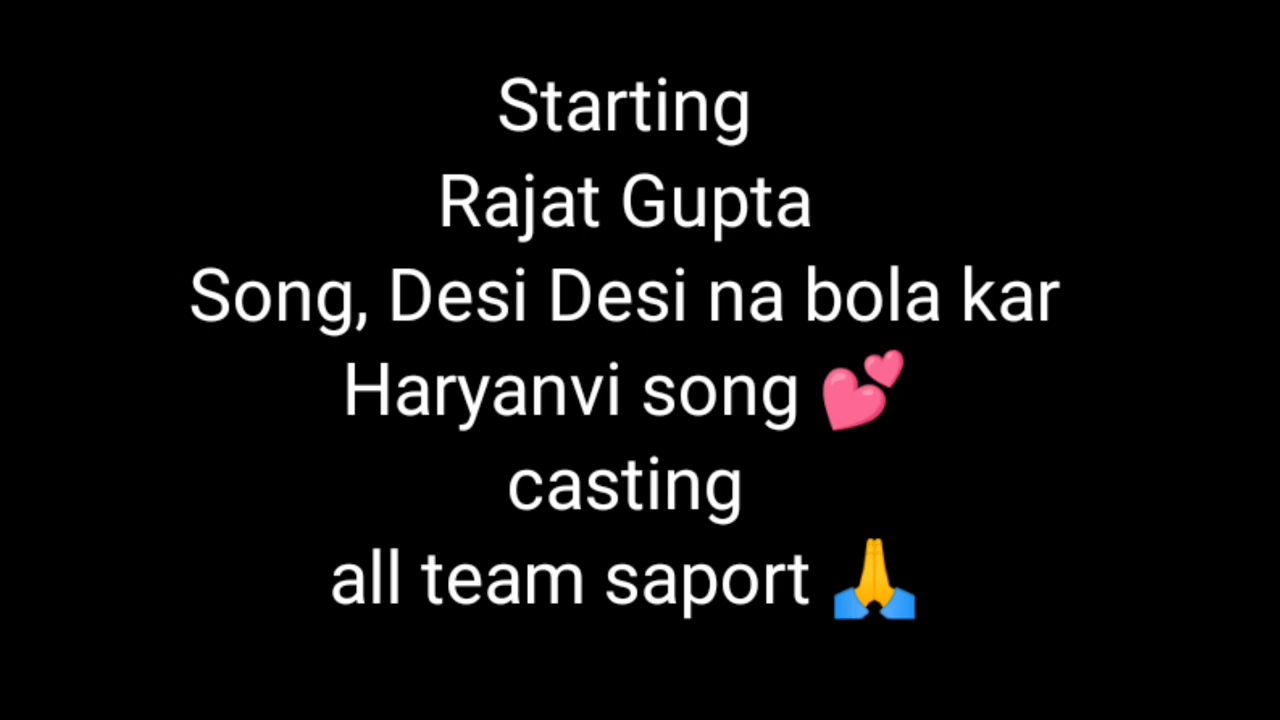 Starting
Rajat Gupta
Song, Desi Desi na bola kar
Haryanvi song 💕
casting
all team saport 🙏